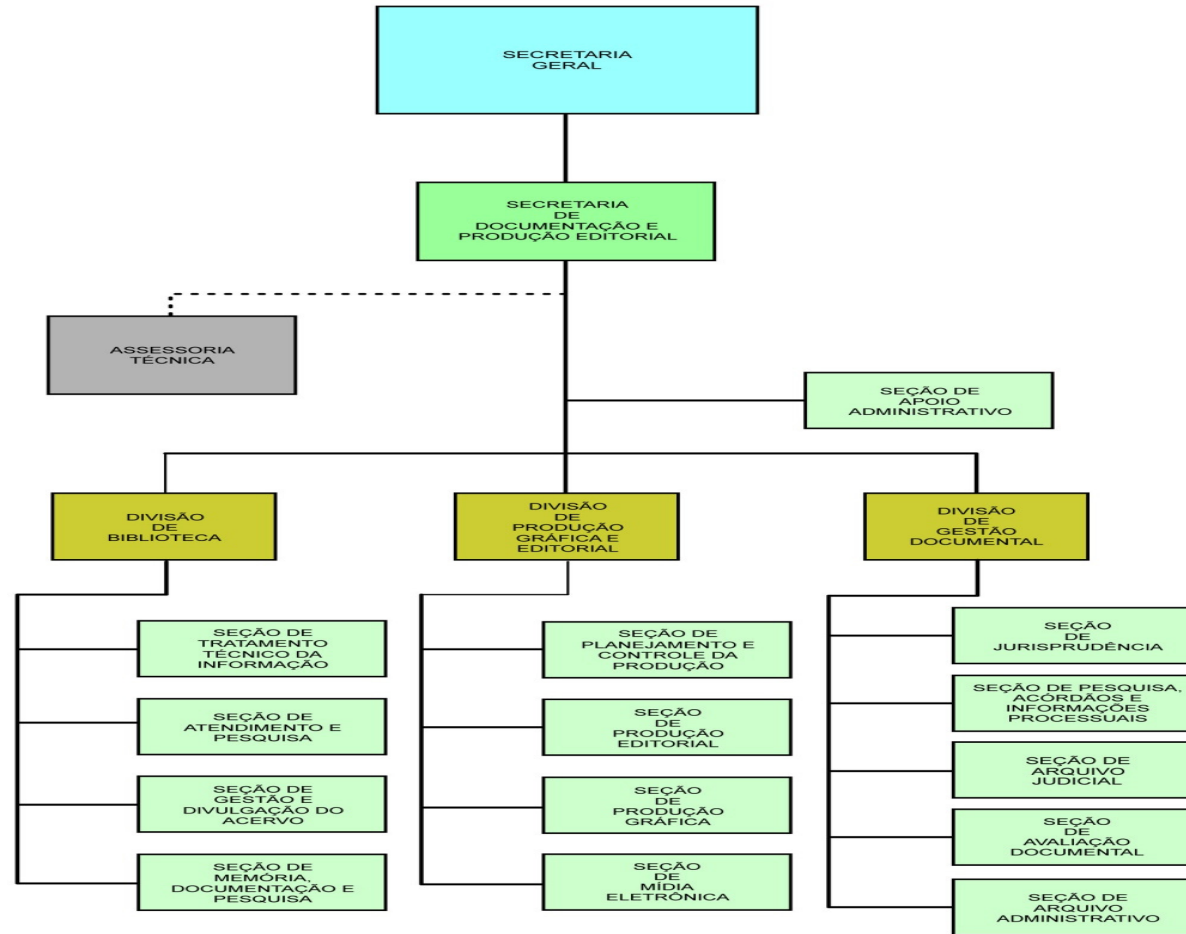 SECRETARIA
GERAL
SECRETARIA
DE
DOCUMENTAÇÃO E
PRODUÇÃO EDITORIAL
ASSESSORIA
TÉCNICA
SEÇÃO DE
APOIO
ADMINISTRATIVO
DIVISÃO
DE
BIBLIOTECA
DIVISÃO
DE
PRODUÇÃO
GRÁFICA E
EDITORIAL
DIVISÃO
DE
GESTÃO
DOCUMENTAL
SEÇÃO DE
TRATAMENTO
TÉCNICO DA
INFORMAÇÃO
SEÇÃO DE
ATENDIMENTO E
PESQUISA
SEÇÃO DE
GESTÃO E
DIVULGAÇÃO DO
ACERVO
SEÇÃO DE
MEMÓRIA,
DOCUMENTAÇÃO E
PESQUISA
SEÇÃO DE
PLANEJAMENTO E
CONTROLE DA
PRODUÇÃO
SEÇÃO
DE
PRODUÇÃO
EDITORIAL
SEÇÃO
DE
PRODUÇÃO
GRÁFICA
SEÇÃO
DE
MÍDIA
ELETRÔNICA
SEÇÃO
DE
JURISPRUDÊNCIA
SEÇÃO DE PESQUISA,
ACÓRDÃOS E
INFORMAÇÕES
PROCESSUAIS
SEÇÃO DE
ARQUIVO
JUDICIAL
SEÇÃO
DE
AVALIAÇÃO
DOCUMENTAL
SEÇÃO DE
ARQUIVO
ADMINISTRATIVO